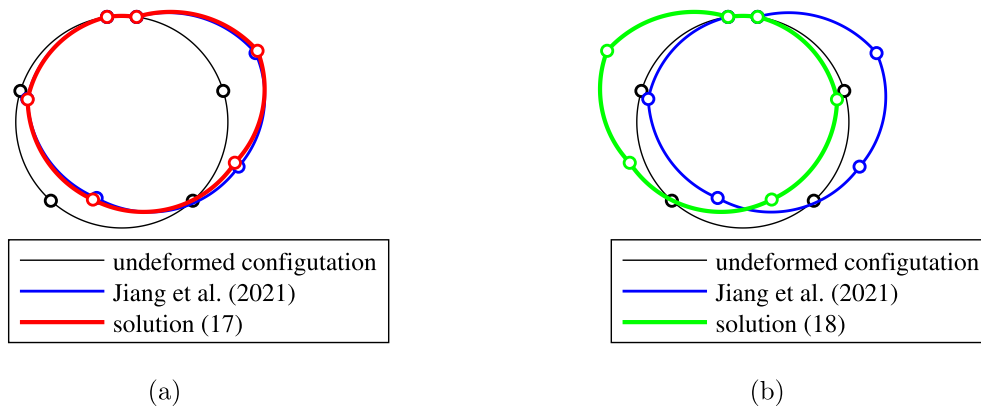 undeformed configutation
Jiang et al. (2021)
solution (17)
(a)
undeformed configutation
Jiang et al. (2021)
solution (18)
(b)